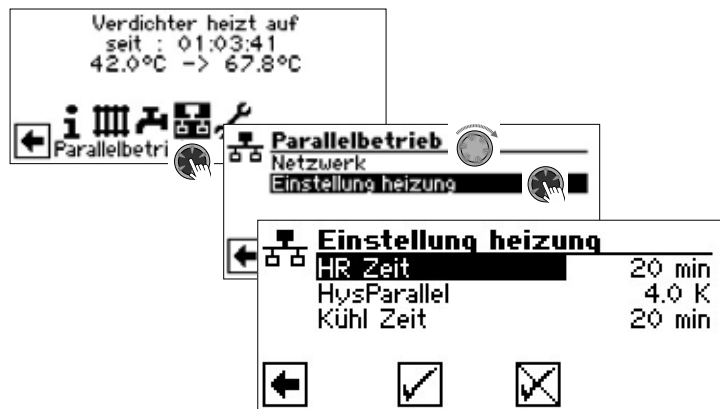 Verdichter heizt auf
seit : 01:03:41
42.0°C -> 67.8°C
Parallelbetri
Parallelbetrieb
Netzwerk
Einstellung heizung
Einstellung heizung
HR Zeit 20 min
HysParallel 4.0 K
Kühl Zeit 20 min